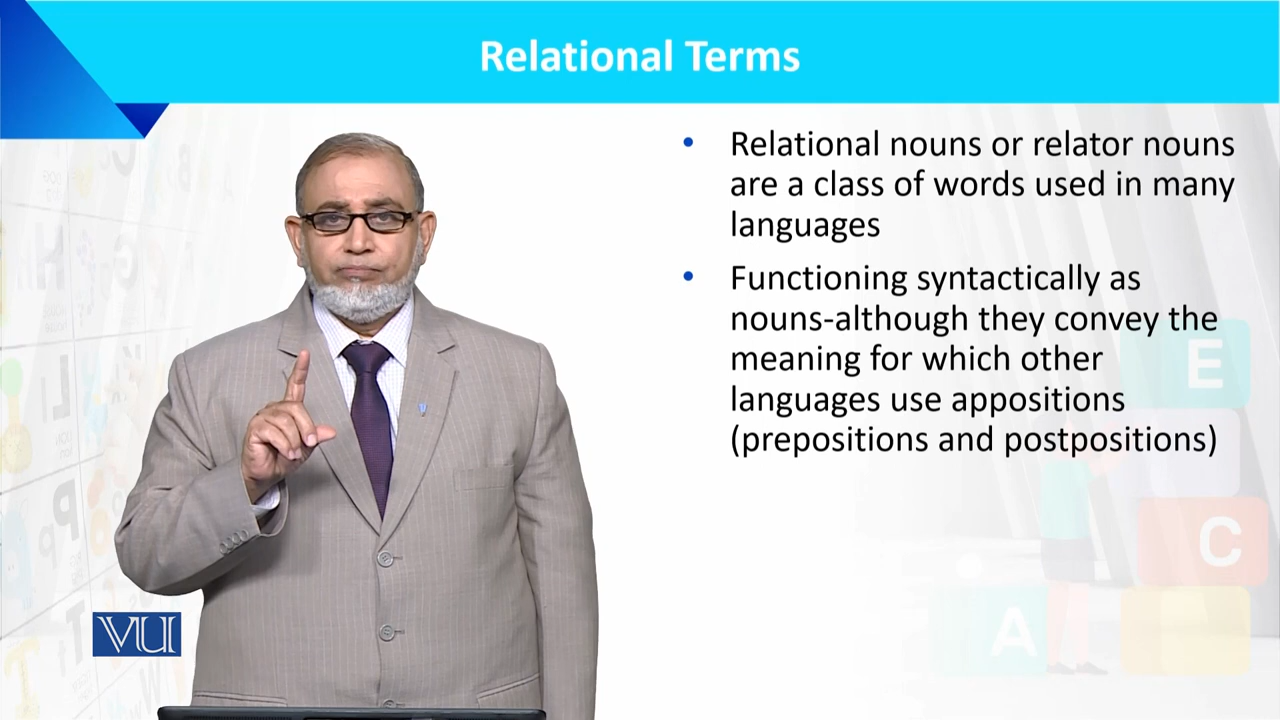 Relational Terms
Relational nouns or relator nouns
are a class of words used in many
languages
Functioning syntactically as
nouns-although they convey the
meaning for which other
languages use appositions
(prepositions and postpositions)
E
C
A
VU